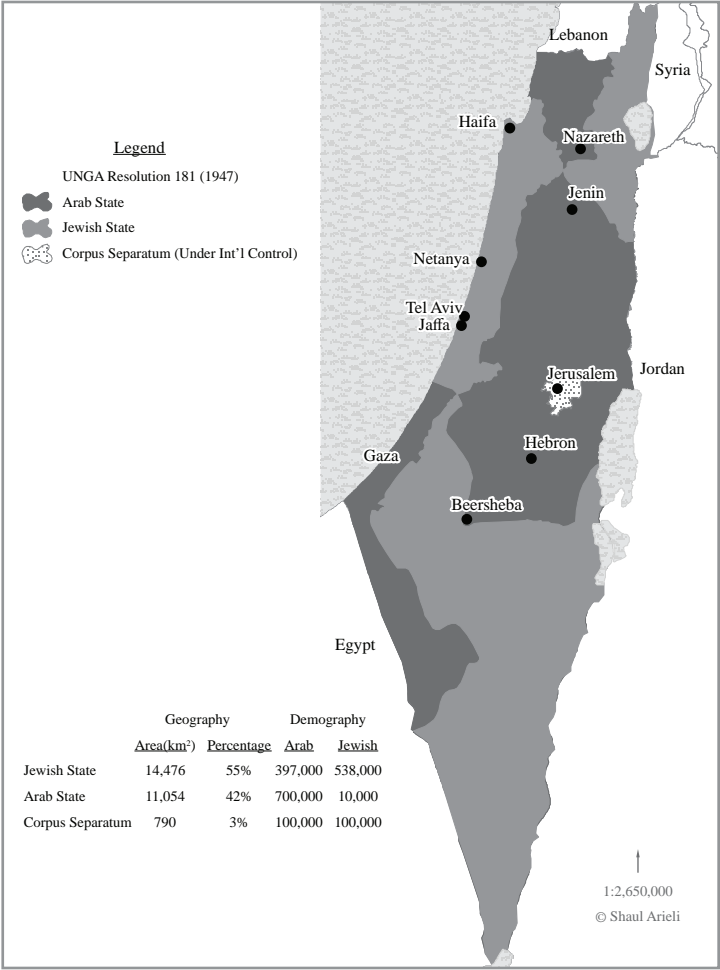 Lebanon
Syria
Haifa
Legend
Nazareth
UNGA Resolution 181 (1947)
Jenin
Arab State
Jewish State
Corpus Separatum (Under Int’l Control)
Netanya
Tel Aviv
Jaffa
Jerusalem
Jordan
Hebron
Gaza
Beersheba
Egypt
Geography Demography
Area(km²) Percentage Arab Jewish
Jewish State 14,476 55% 397,000 538,000
Arab State 11,054 42% 700,000 10,000
Corpus Separatum 790 3% 100,000 100,000
1:2,650,000
© Shaul Arieli